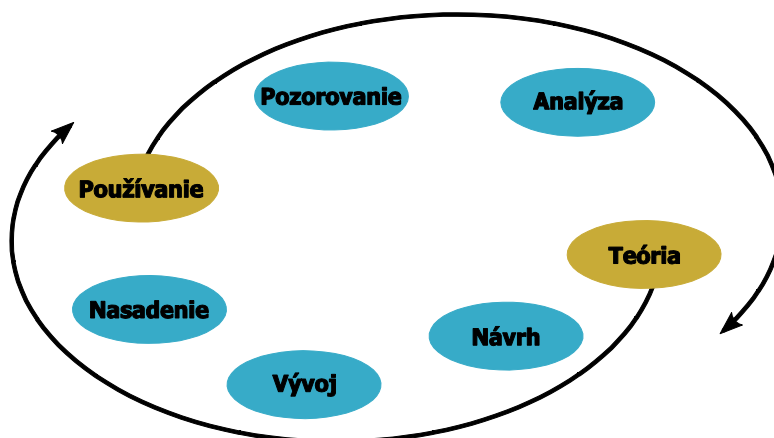 Pozorovanie
Analýza
Používanie
Teória
Nasadenie
Návrh
Vývoj